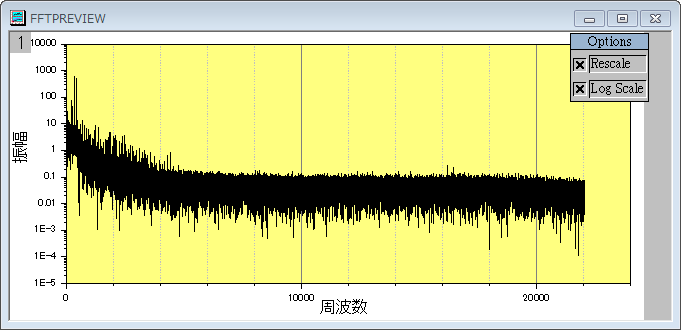 FFTPREVIEW
1
Options
Rescale
Log Scale
振幅
10000
1000
100
10
1
0.1
0.01
1E-3
1E-4
1E-5
0
10000
20000
周波数